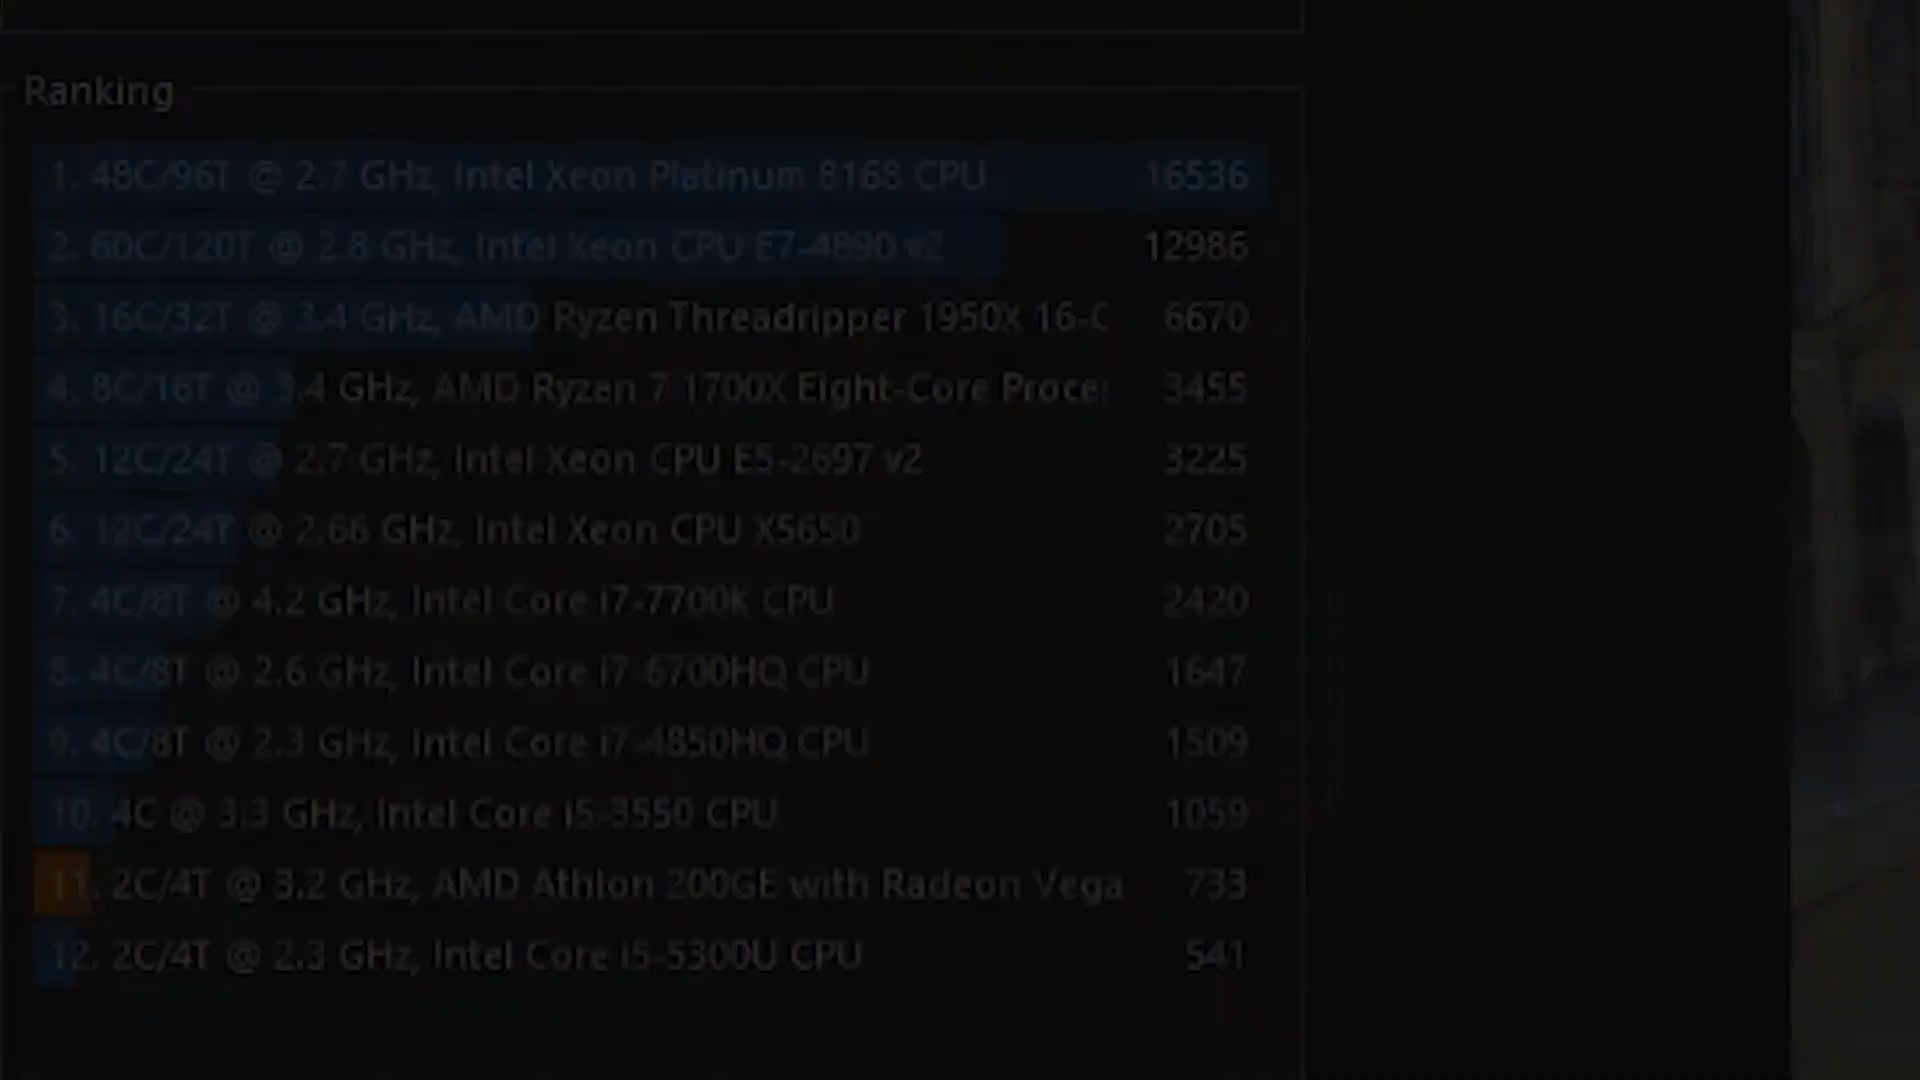 Ranking
1. 48C/96T @ 2.7 GHz, Intel Xeon Platinum 8168 CPU 16536
2. 60C/120T @ 2.8 GHz, Intel Xeon CPU E7-4890 v2 12986
3. 16C/32T @ 3.4 GHz, AMD Ryzen Threadripper 1950X 16-C 6670
4. 8C/16T @ 3.4 GHz, AMD Ryzen 7 1700X Eight-Core Proce 3455
5. 12C/24T @ 2.7 GHz, Intel Xeon CPU E5-2697 v2 3225
6. 12C/24T @ 2.66 GHz, Intel Xeon CPU X5650 2705
7. 4C/8T @ 4.2 GHz, Intel Core i7-7700K CPU 2420
8. 4C/8T @ 2.6 GHz, Intel Core i7-6700HQ CPU 1647
9. 4C/8T @ 2.3 GHz, Intel Core i7-4850HQ CPU 1509
10. 4C @ 3.3 GHz, Intel Core i5-3550 CPU 1059
11. 2C/4T @ 3.2 GHz, AMD Athlon 200GE with Radeon Vega 733
12. 2C/4T @ 2.3 GHz, Intel Core i5-5300U CPU 541